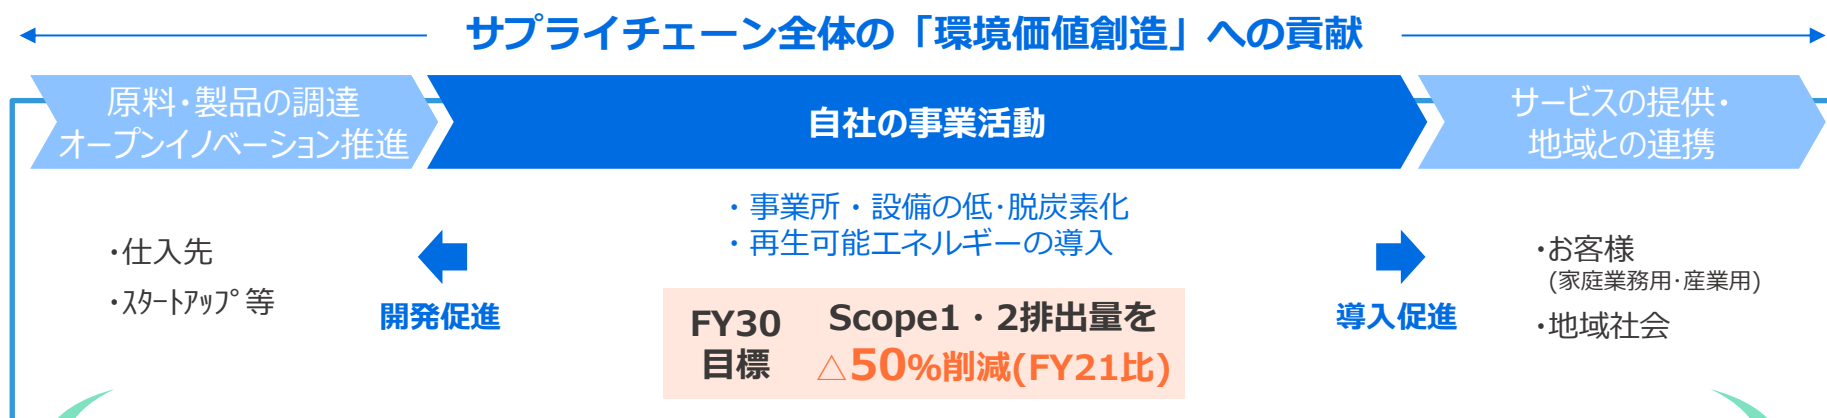 サプライチェーン全体の「環境価値創造」への貢献
原料・製品の調達
オープンイノベーション推進
自社の事業活動
サービスの提供・
地域との連携
・仕入先
・ｽﾀｰﾄｱｯﾌﾟ等
開発促進
・事業所・設備の低・脱炭素化
・再生可能エネルギーの導入
FY30
目標
Scope1・2排出量を
△50%削減(FY21比)
導入促進
・お客様
(家庭業務用・産業用)
・地域社会